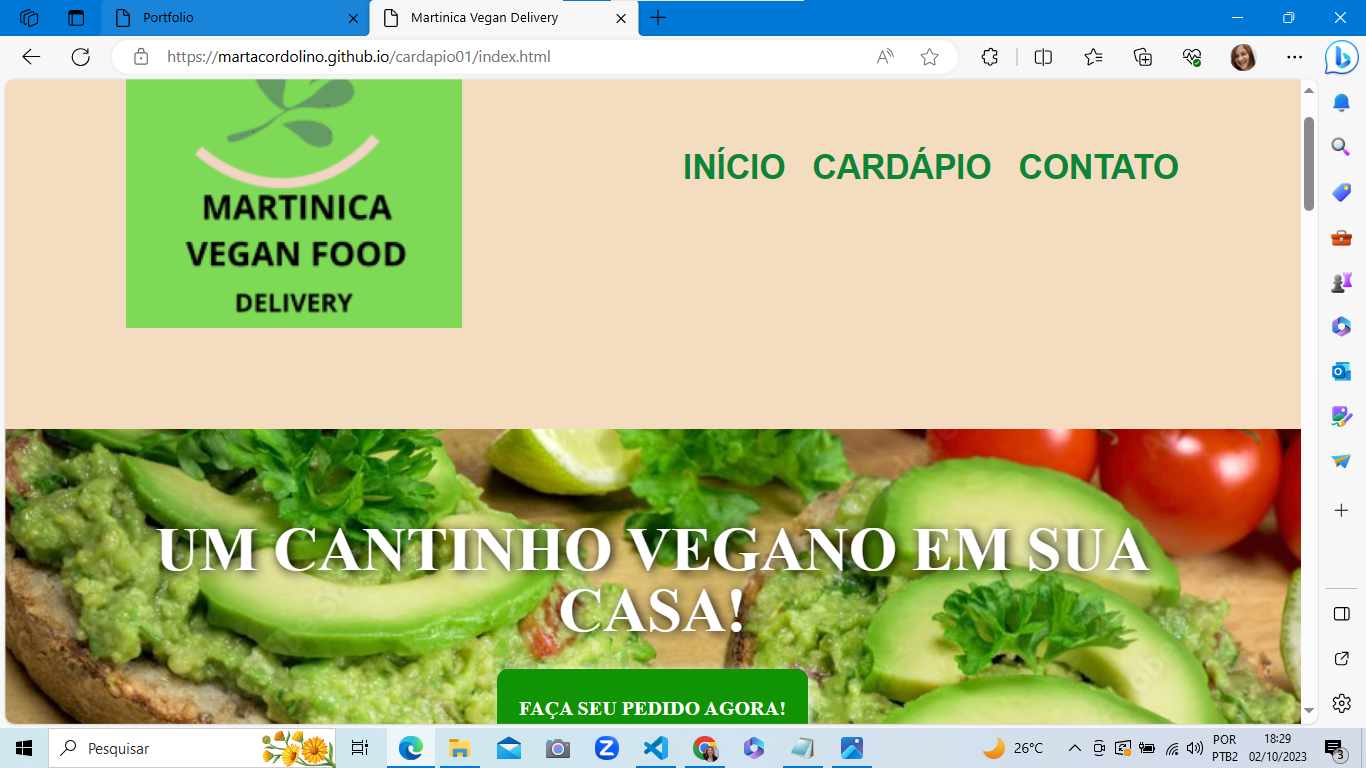 Portfolio
Martinica Vegan Delivery
https://martacordolino.github.io/cardapio01/index.html
MARTINICA
VEGAN FOOD
DELIVERY
INÍCIO CARDÁPIO CONTATO
UM CANTINHO VEGANO EM SUA
CASA!
FAÇA SEU PEDIDO AGORA!
Pesquisar
26°C
POR
PTB2
18:29
02/10/2023
3